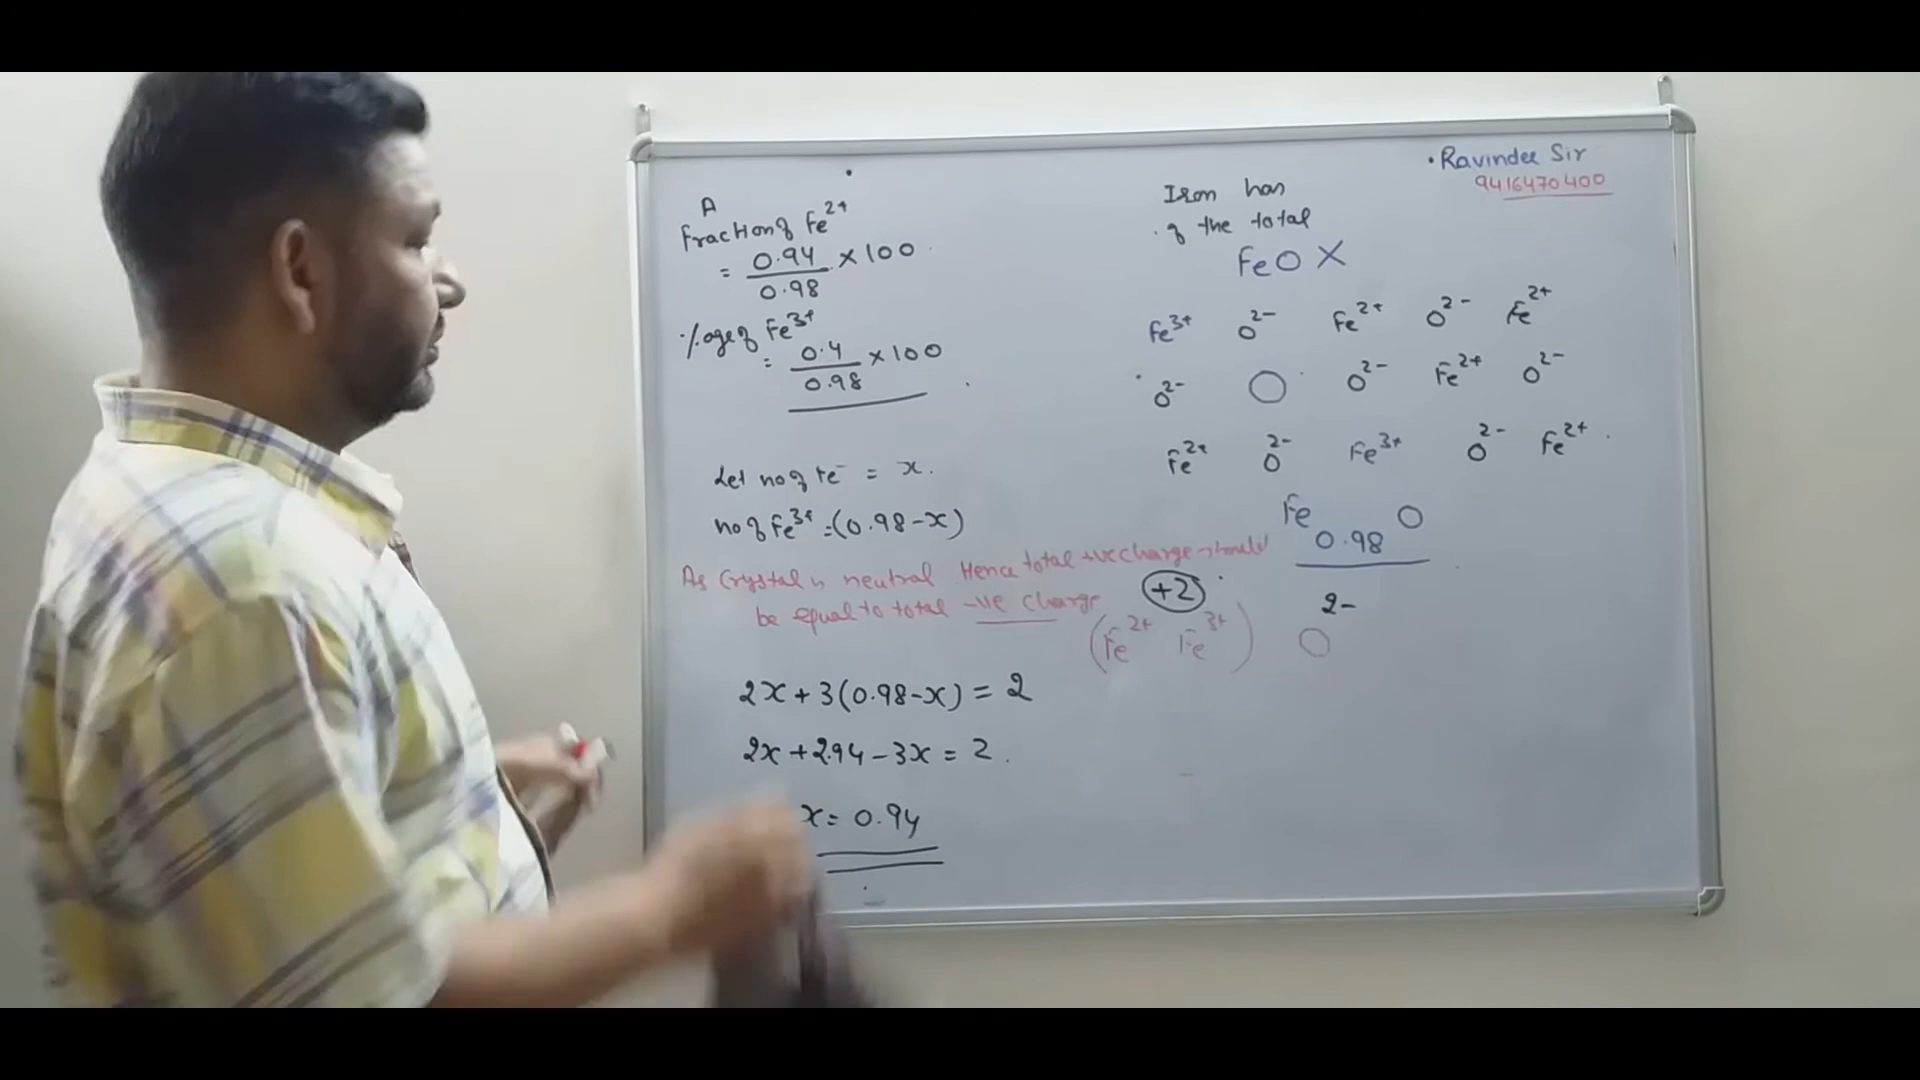 A
fraction of Fe2+
= 0.94/0.98 × 100
%age of Fe3+
= 0.4/0.98 × 100
Let no of Fe = x.
no of Fe3+ = (0.98-x)
As Crystal is neutral Hence total +ve charge should
be equal to total -ve charge
2x + 3(0.98-x) = 2
2x + 2.94 - 3x = 2.
x = 0.94
Ravinder Sir
9416470400
Iron has
of the total
FeO X
Fe3+ O2- Fe2+ O2- Fe2+
O2- O2- Fe2+ O2-
Fe2+ O2- Fe3+ O2- Fe2+
Fe0.98 O
+2 2-
(Fe2+ Fe3+) O